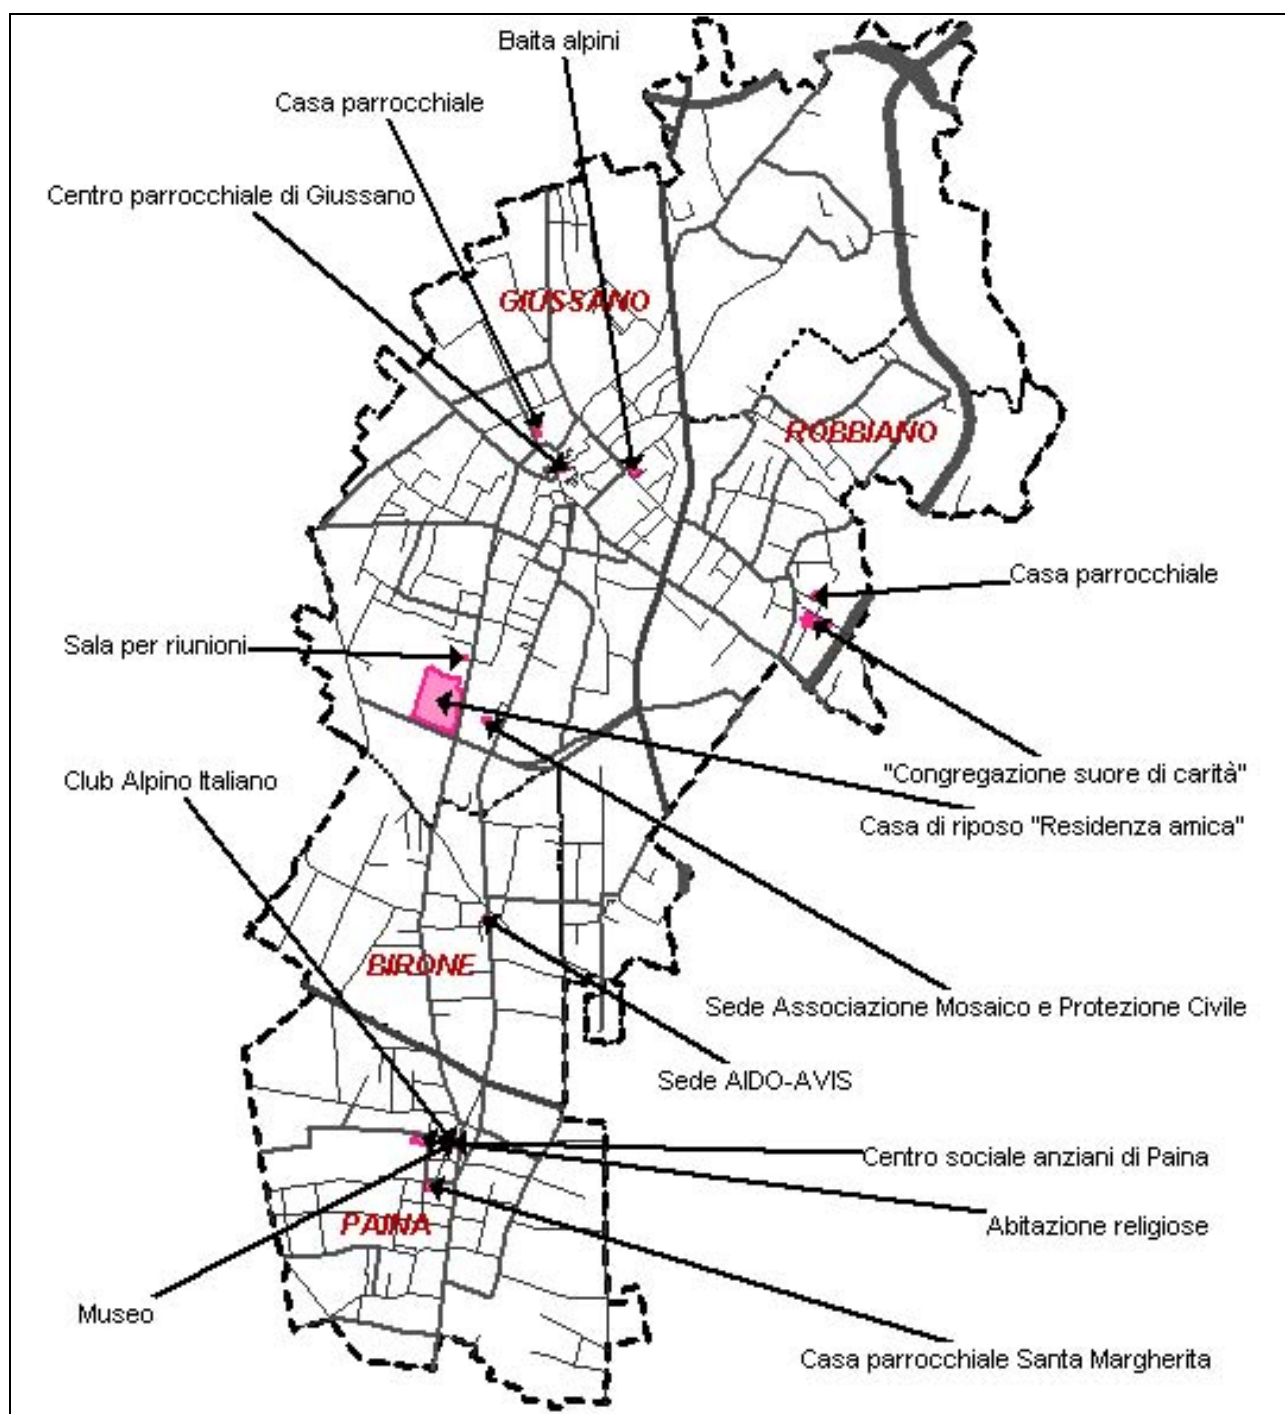 Baita alpini
Casa parrocchiale
Centro parrocchiale di Giussano
GIUSSANO
ROBBIANO
Casa parrocchiale
Sala per riunioni
"Congregazione suore di carità"
Club Alpino Italiano
Casa di riposo "Residenza amica"
BIRONE
Sede Associazione Mosaico e Protezione Civile
Sede AIDO-AVIS
Centro sociale anziani di Paina
PAINA
Abitazione religiose
Museo
Casa parrocchiale Santa Margherita